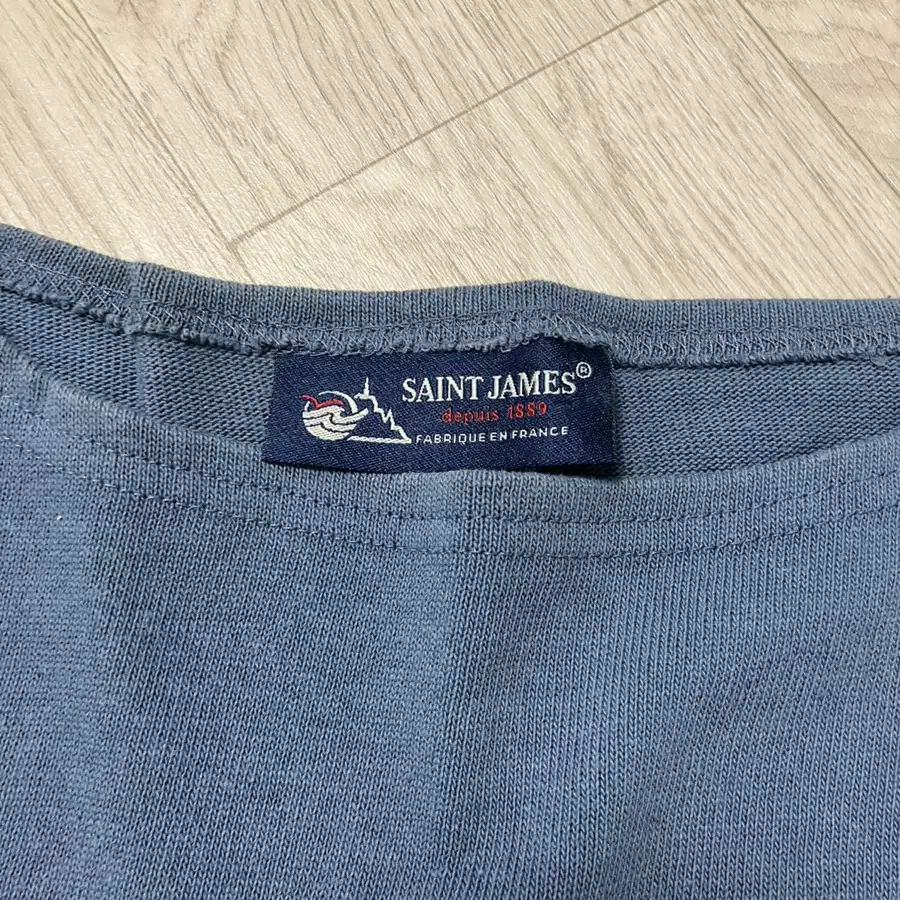 SAINT JAMES®
depuis 1889
FABRIQUE EN FRANCE